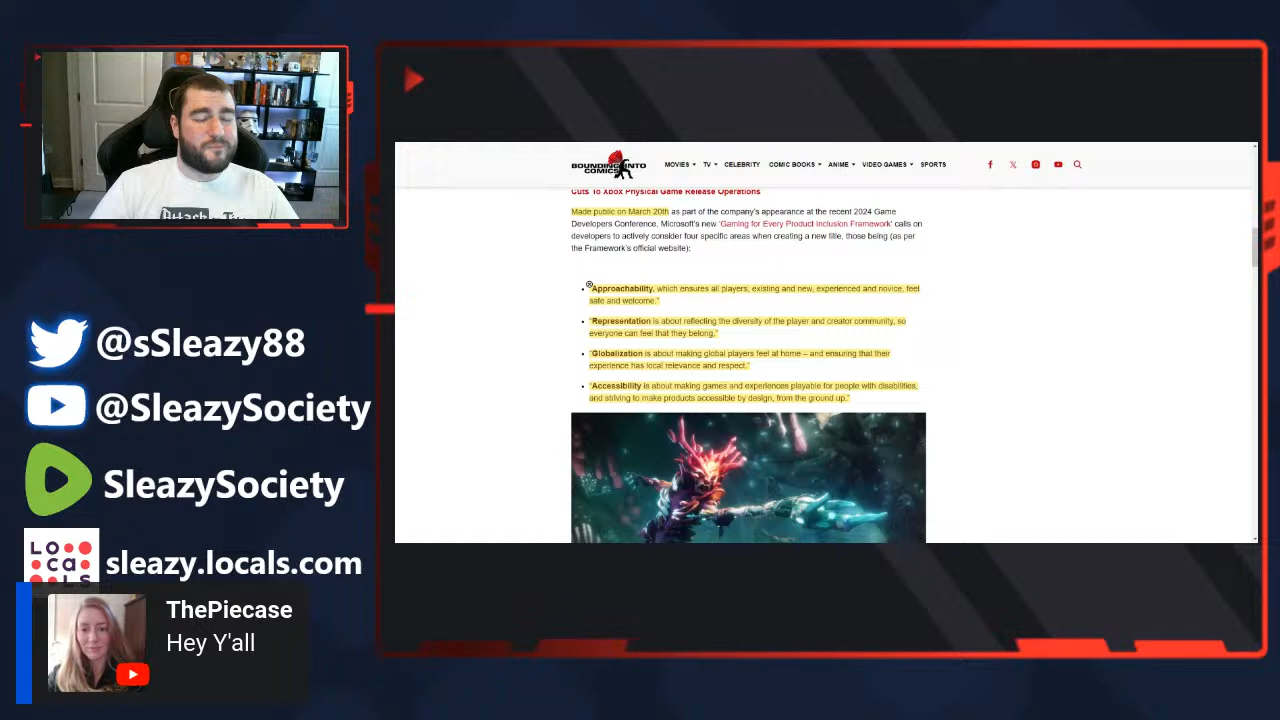 Attack
@sSleazy88
@SleazySociety
SleazySociety
LOcaLS
sleazy.locals.com
ThePiecase
Hey Y'all
BOUNDING INTO
COMICS
MOVIES
TV
CELEBRITY
COMIC BOOKS
ANIME
VIDEO GAMES
SPORTS
Cuts To Xbox Physical Game Release Operations
Made public on March 20th as part of the company's appearance at the recent 2024 Game
Developers Conference, Microsoft's new 'Gaming for Every Product Inclusion Framework' calls on
developers to actively consider four specific areas when creating a new title, those being (as per
the Framework's official website):
"Approachability, which ensures all players, existing and new, experienced and novice, feel
safe and welcome."
"Representation is about reflecting the diversity of the player and creator community, so
everyone can feel that they belong."
"Globalization is about making global players feel at home – and ensuring that their
experience has local relevance and respect."
"Accessibility is about making games and experiences playable for people with disabilities,
and striving to make products accessible by design, from the ground up."